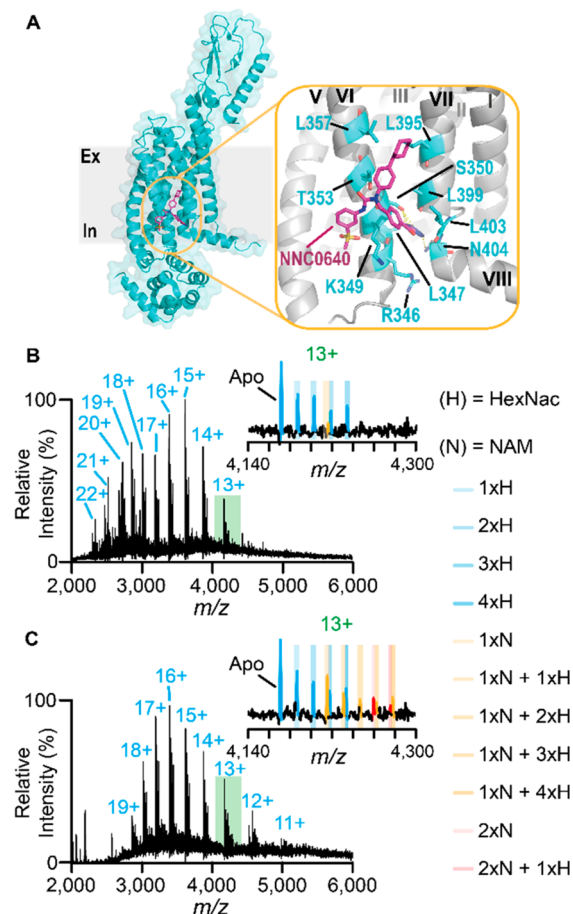 A
Ex
In
V
VI
III
VII
II
I
L357
L395
S350
T353
L399
L403
NNC0640
N404
K349
L347
VIII
R346
B
15+
18+
16+
19+
20+
17+
14+
21+
22+
13+
100
0
Relative
Intensity (%)
2,000
3,000
4,000
5,000
6,000
m/z
13+
Apo
4,140
4,300
m/z
(H) = HexNac
(N) = NAM
1xH
2xH
3xH
4xH
1xN
1xN + 1xH
1xN + 2xH
1xN + 3xH
1xN + 4xH
2xN
2xN + 1xH
C
16+
17+
15+
18+
14+
19+
13+
12+
11+
100
0
Relative
Intensity (%)
2,000
3,000
4,000
5,000
6,000
m/z
13+
Apo
4,140
4,300
m/z